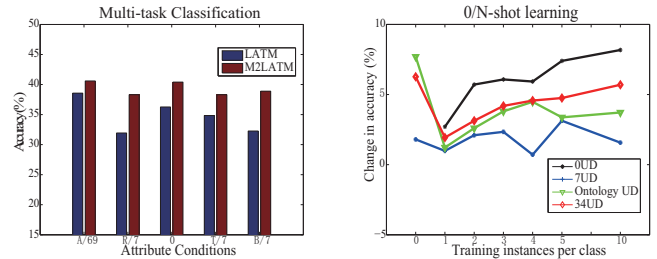 Multi-task Classification
50
45
40
35
30
25
20
15
Accuracy(%)
LATM
M2LATM
A/69 R/7 0 T/7 B/7
Attribute Conditions
0/N-shot learning
10
5
0
−5
Change in accuracy (%)
0UD
7UD
Ontology UD
34UD
0 1 2 3 4 5 10
Training instances per class